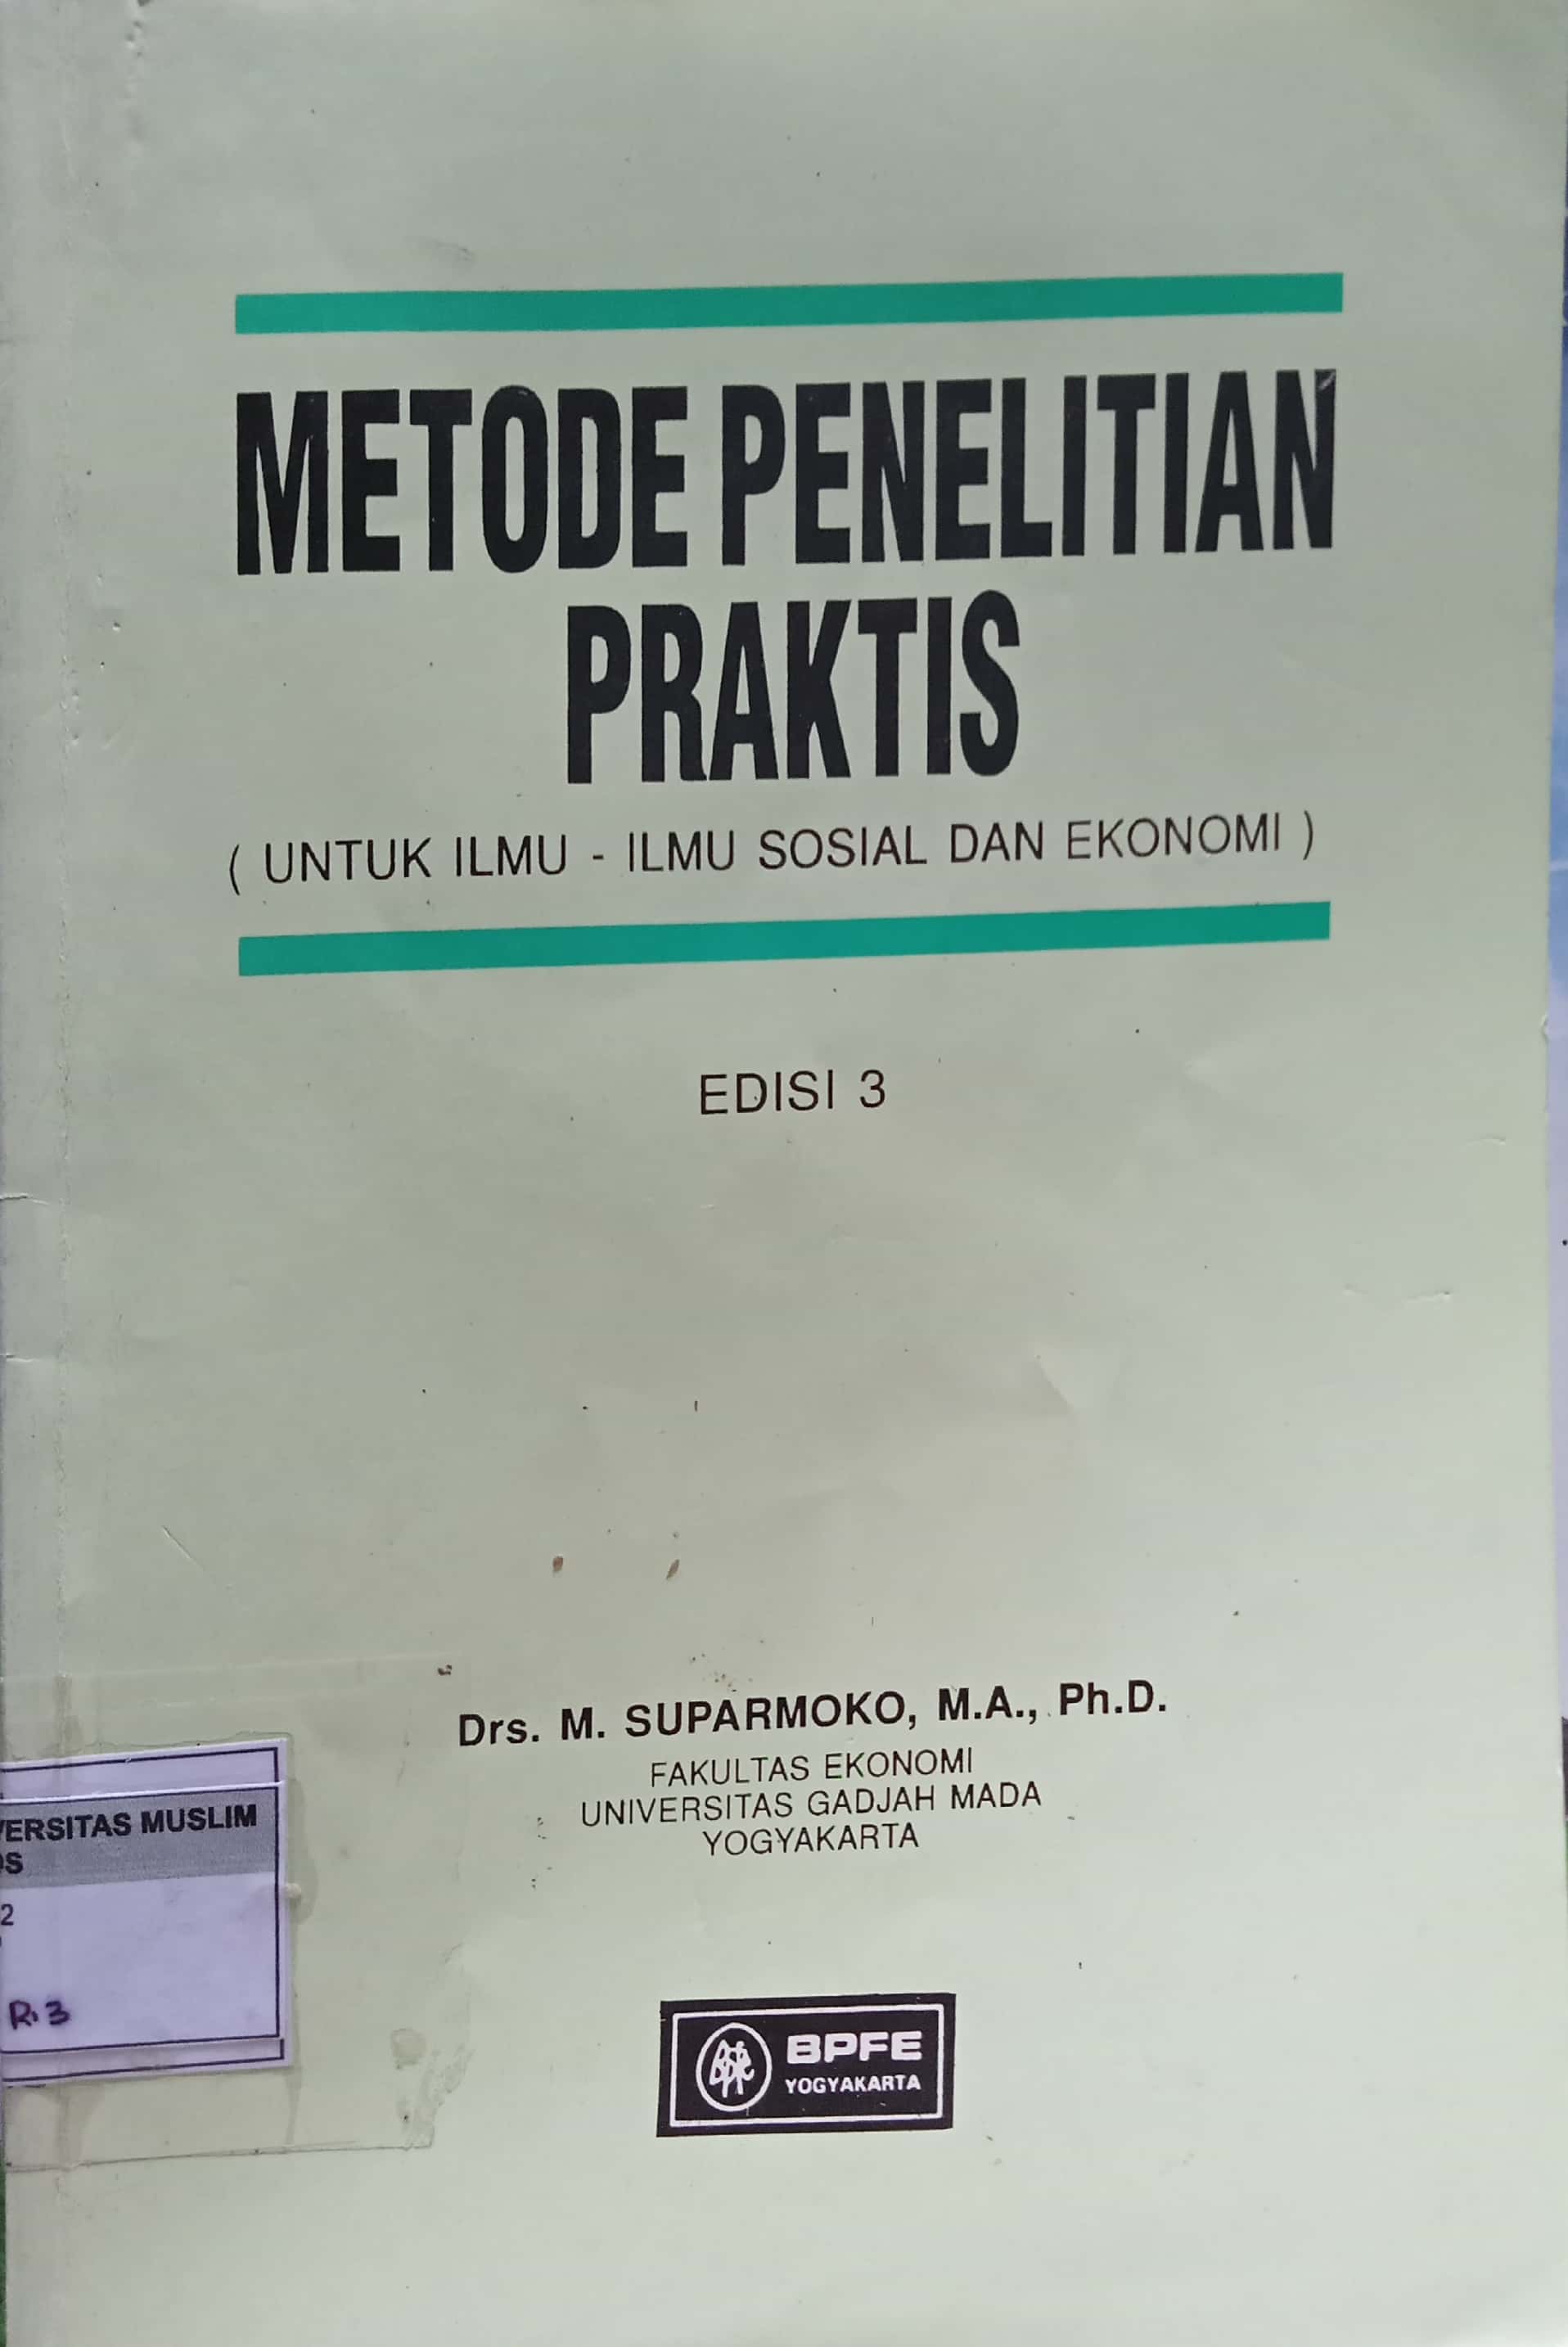 METODE PENELITIAN
PRAKTIS
( UNTUK ILMU - ILMU SOSIAL DAN EKONOMI )
EDISI 3
Drs. M. SUPARMOKO, M.A., Ph.D.
FAKULTAS EKONOMI
UNIVERSITAS GADJAH MADA
YOGYAKARTA
VERSITAS MUSLIM
OS
2
R.3
BPFE
YOGYAKARTA